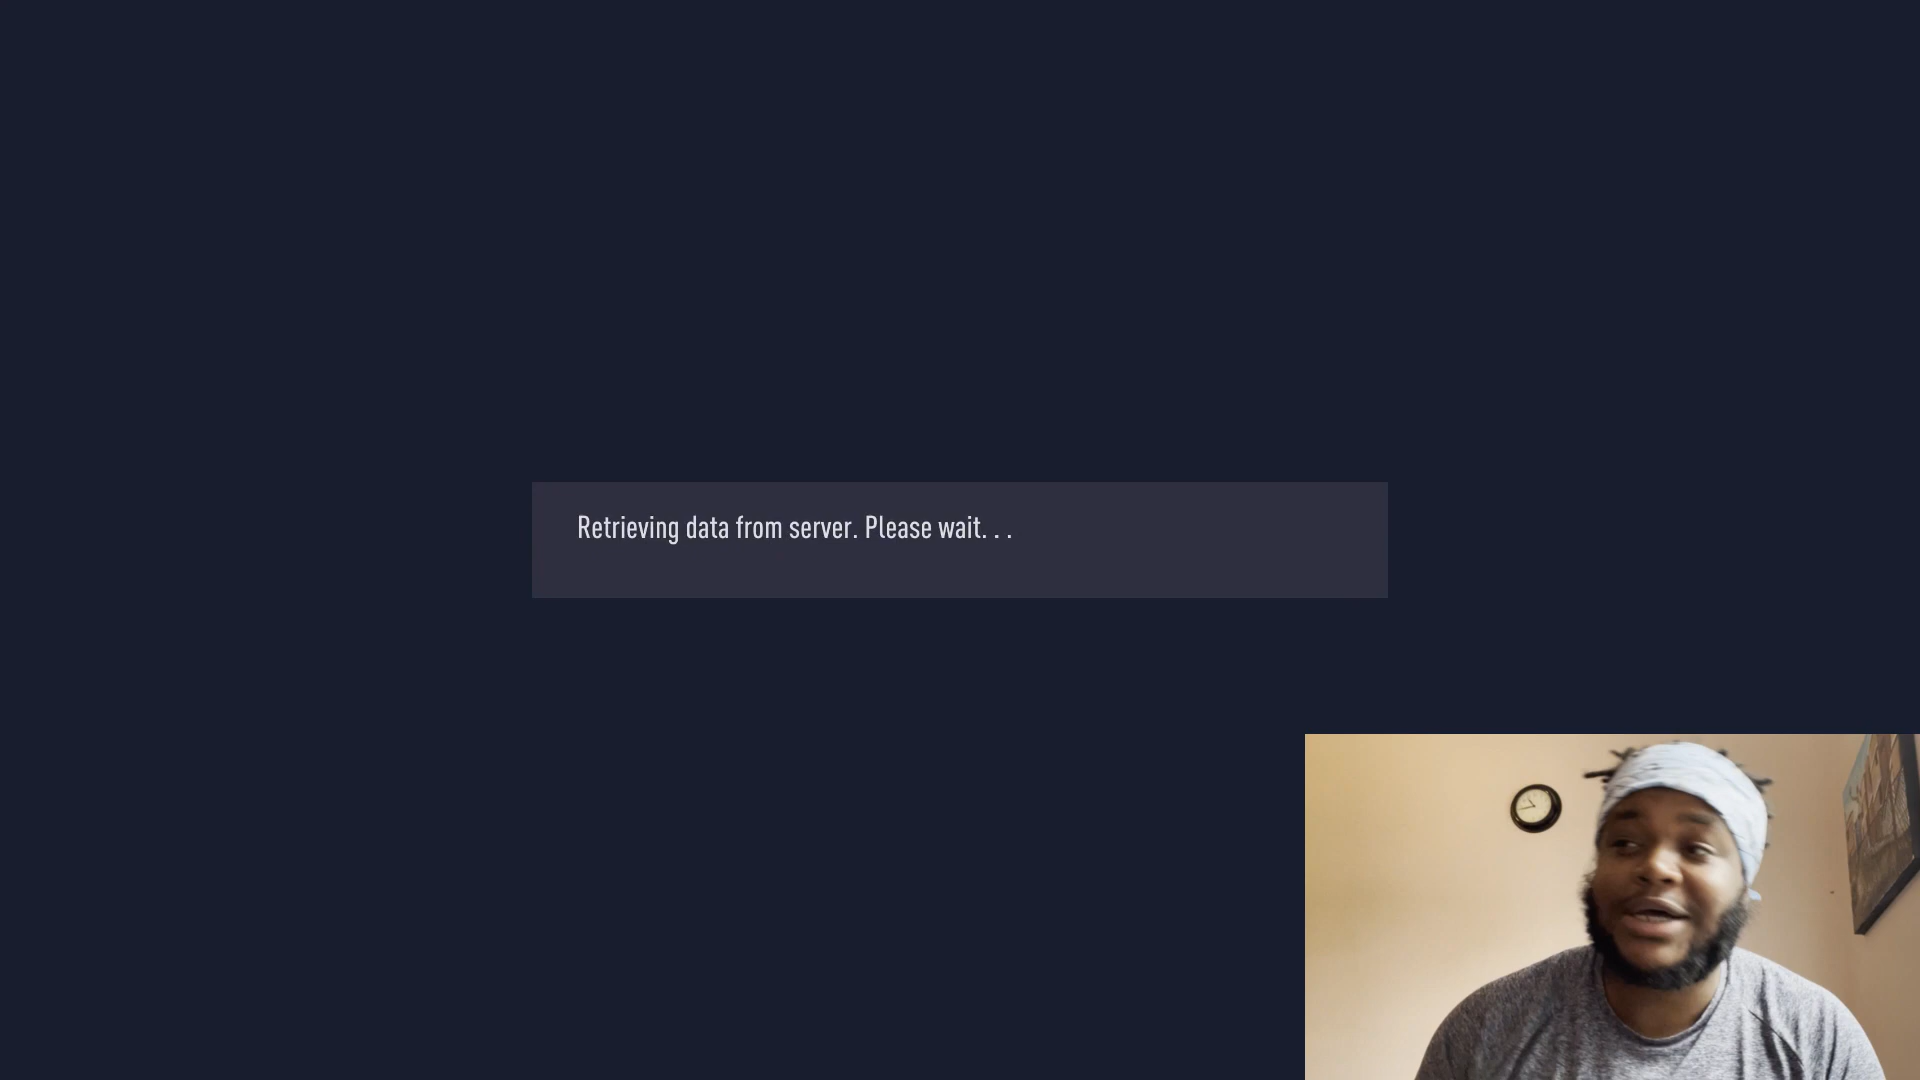 Retrieving data from server. Please wait. . .